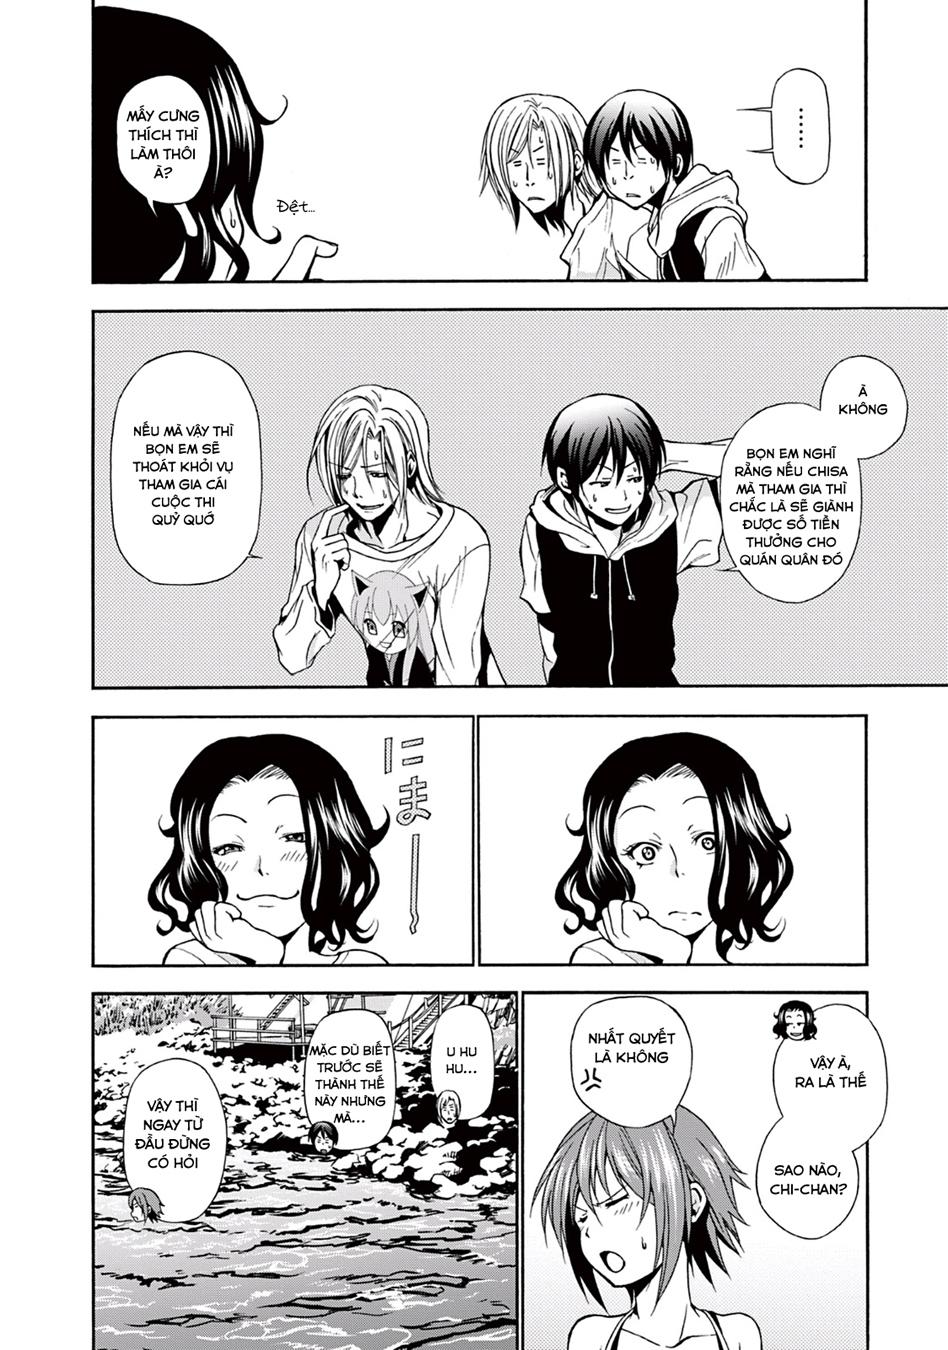 ⋮
MẤY CƯNG
THÍCH THÌ
LÀM THÔI
À?
Đệt...
À
KHÔNG
BỌN EM NGHĨ
RẰNG NẾU CHISA
MÀ THAM GIA THÌ
CHẮC LÀ SẼ GIÀNH
ĐƯỢC SỐ TIỀN
THƯỞNG CHO
QUÁN QUÂN ĐÓ
NẾU MÀ VẬY THÌ
BỌN EM SẼ
THOÁT KHỎI VỤ
THAM GIA CÁI
CUỘC THI
QUỶ QUỚ
にまーっ
VẬY À,
RA LÀ THẾ
SAO NÀO,
CHI-CHAN?
NHẤT QUYẾT
LÀ KHÔNG
U HU
HU...
MẶC DÙ BIẾT
TRƯỚC SẼ
THÀNH THẾ
NÀY NHƯNG
MÀ...
VẬY THÌ
NGAY TỪ
ĐẦU ĐỪNG
CÓ HỎI